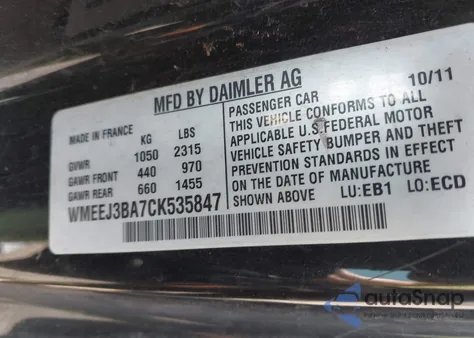 MFD BY DAIMLER AG
10/11
MADE IN FRANCE
KG LBS
GVWR 1050 2315
GAWR FRONT 440 970
GAWR REAR 660 1455
WMEEJ3BA7CK535847
PASSENGER CAR
THIS VEHICLE CONFORMS TO ALL
APPLICABLE U.S. FEDERAL MOTOR
VEHICLE SAFETY BUMPER AND THEFT
PREVENTION STANDARDS IN EFFECT
ON THE DATE OF MANUFACTURE
SHOWN ABOVE LU:EB1 LO:ECD
autoSnap